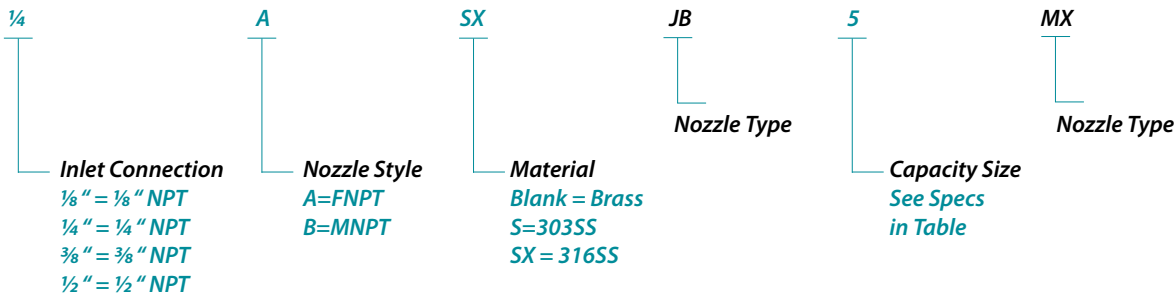 ¼ A SX JB 5 MX
Nozzle Type Nozzle Type
Inlet Connection Nozzle Style Material Capacity Size
⅛“ = ⅛“ NPT A=FNPT Blank = Brass See Specs
¼“ = ¼“ NPT B=MNPT S=303SS in Table
⅜“ = ⅜“ NPT SX = 316SS
½“ = ½“ NPT